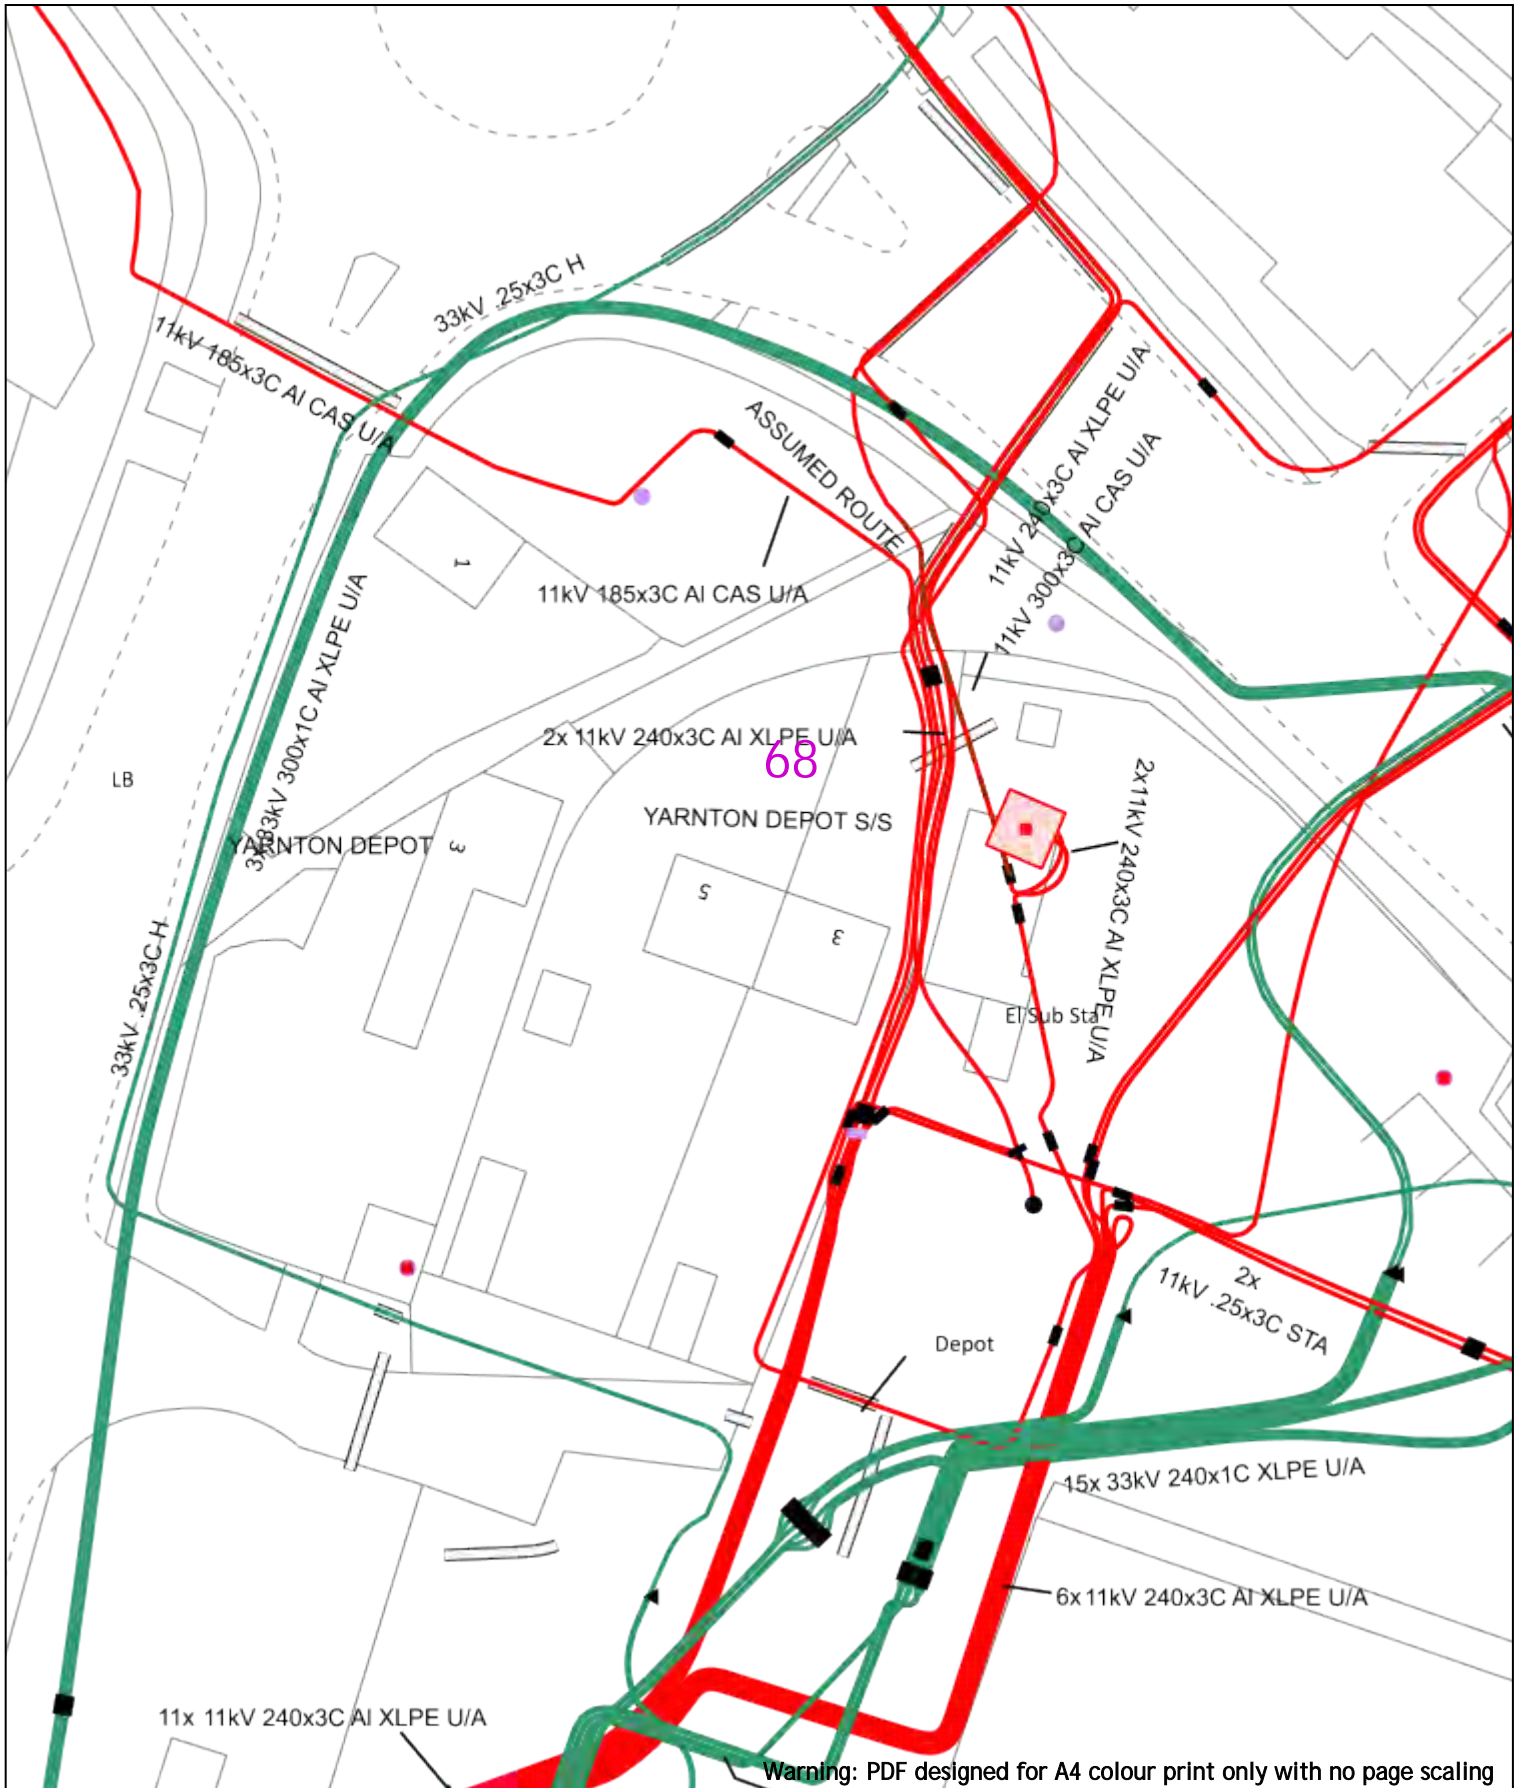 33kV .25x3C H
11kV 185x3C Al CAS U/A
ASSUMED ROUTE
11kV 240x3C Al XLPE U/A
11kV 300x3C Al CAS U/A
1
11kV 185x3C Al CAS U/A
3x33kV 300x1C Al XLPE U/A
2x 11kV 240x3C Al XLPE U/A
68
LB
YARNTON DEPOT S/S
YARNTON DEPOT
3
2x11kV 240x3C Al XLPE U/A
5
3
33kV .25x3C H
El Sub Sta
2x
11kV .25x3C STA
Depot
15x 33kV 240x1C XLPE U/A
6x 11kV 240x3C Al XLPE U/A
11x 11kV 240x3C Al XLPE U/A
Warning: PDF designed for A4 colour print only with no page scaling